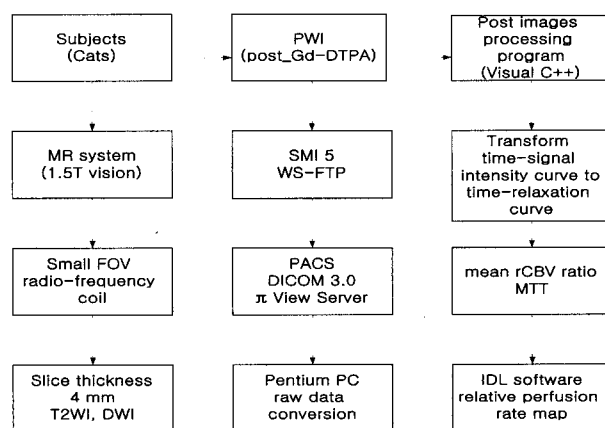 Subjects
(Cats)
MR system
(1.5T vision)
Small FOV
radio-frequency
coil
Slice thickness
4 mm
T2WI, DWI
PWI
(post_Gd-DTPA)
SMI 5
WS-FTP
PACS
DICOM 3.0
π View Server
Pentium PC
raw data
conversion
Post images
processing
program
(Visual C++)
Transform
time-signal
intensity curve to
time-relaxation
curve
mean rCBV ratio
MTT
IDL software
relative perfusion
rate map